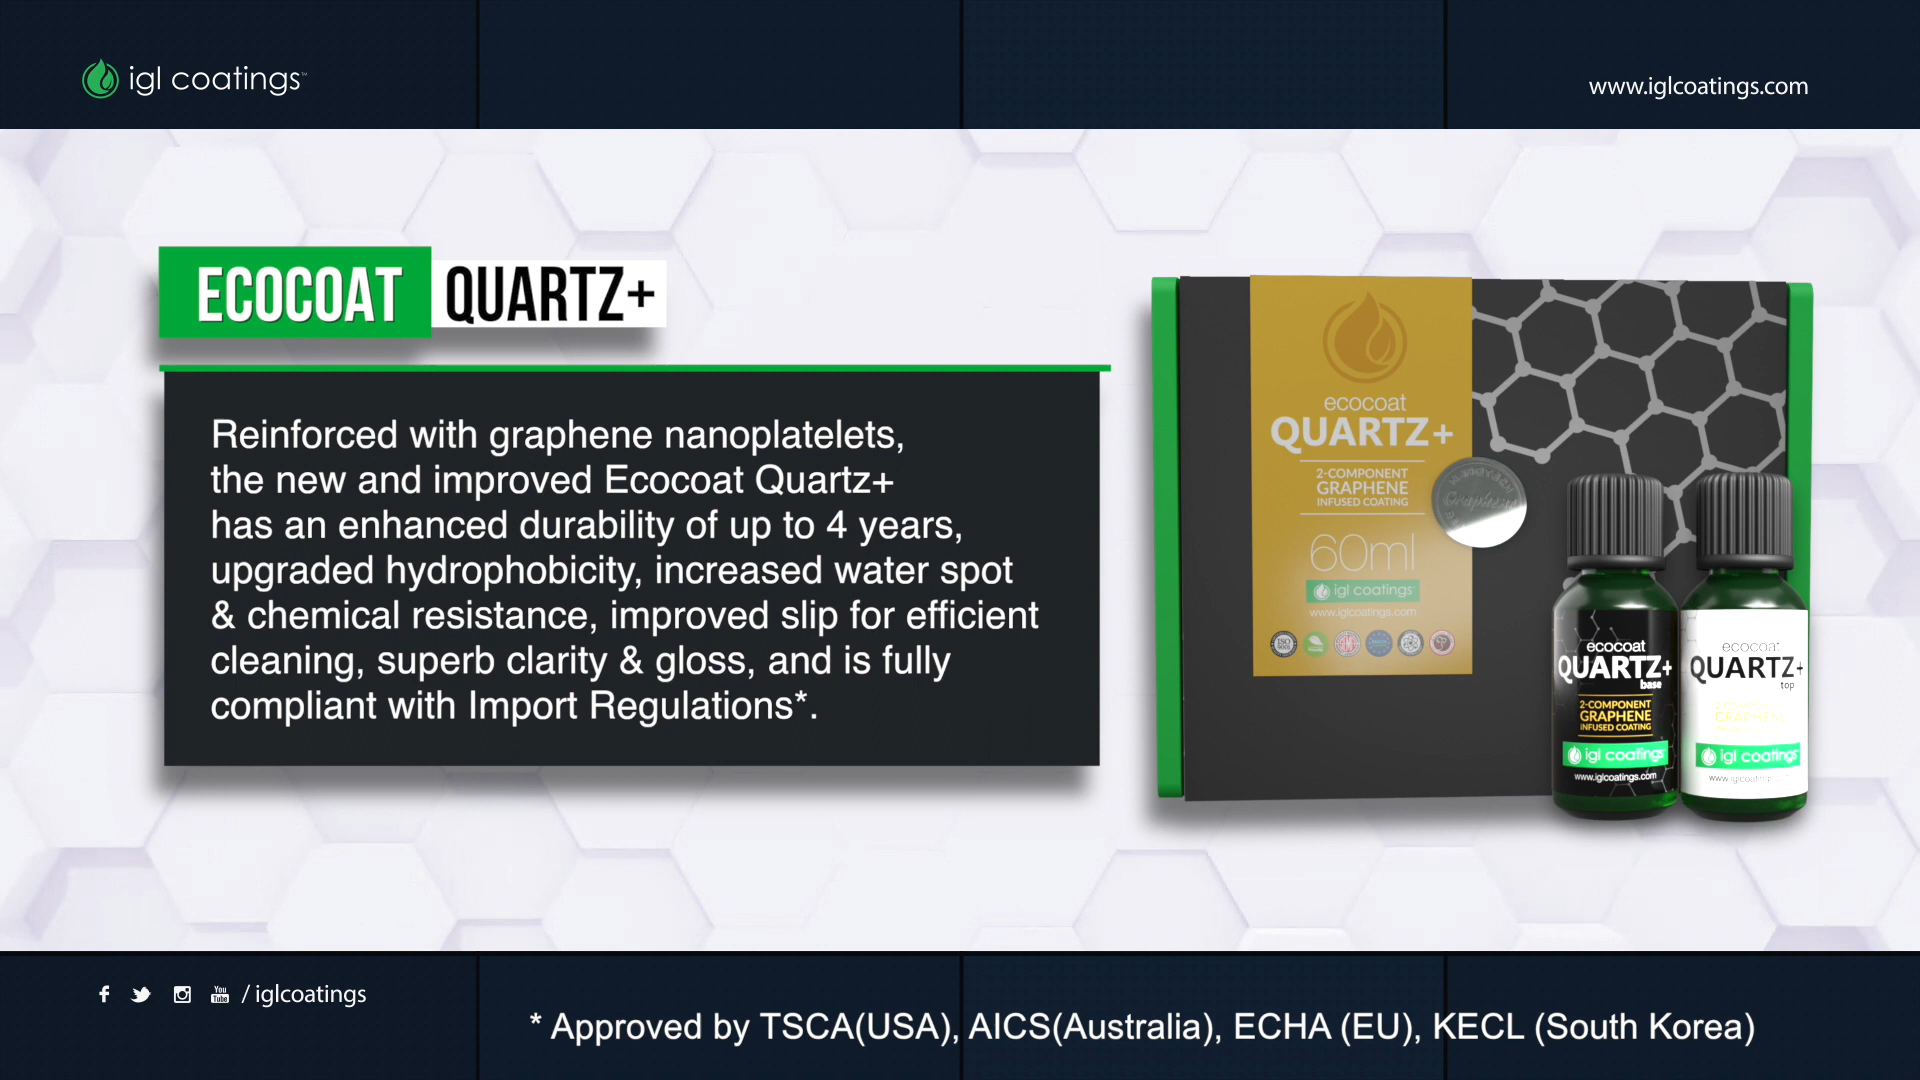 igl coatings
www.iglcoatings.com
ECOCOAT QUARTZ+
Reinforced with graphene nanoplatelets,
the new and improved Ecocoat Quartz+
has an enhanced durability of up to 4 years,
upgraded hydrophobicity, increased water spot
& chemical resistance, improved slip for efficient
cleaning, superb clarity & gloss, and is fully
compliant with Import Regulations*.
ecocoat
QUARTZ+
2-COMPONENT
GRAPHENE
INFUSED COATING
60ml
igl coatings
www.iglcoatings.com
ecocoat
QUARTZ+
base
2-COMPONENT
GRAPHENE
INFUSED COATING
igl coatings
www.iglcoatings.com
ecocoat
QUARTZ+
top
GRAPHENE
igl coatings
/ iglcoatings
* Approved by TSCA(USA), AICS(Australia), ECHA (EU), KECL (South Korea)